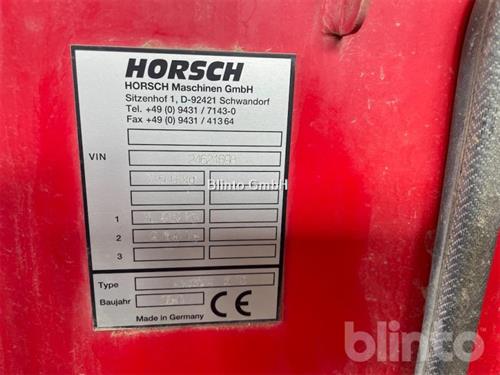 HORSCH
HORSCH Maschinen GmbH
Sitzenhof 1, D-92421 Schwandorf
Tel. +49 (0) 9431 / 7143-0
Fax +49 (0) 9431 / 41364
VIN
Blinto GmbH
1
2
3
Type
Baujahr
CE
Made in Germany
blinto